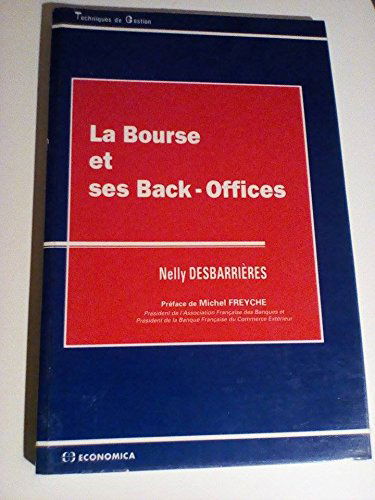 Techniques de Gestion
La Bourse
et
ses Back-Offices
Nelly DESBARRIÈRES
Préface de Michel FREYCHE
Président de l'Association Française des Banques et
Président de la Banque Française du Commerce Extérieur
ECONOMICA